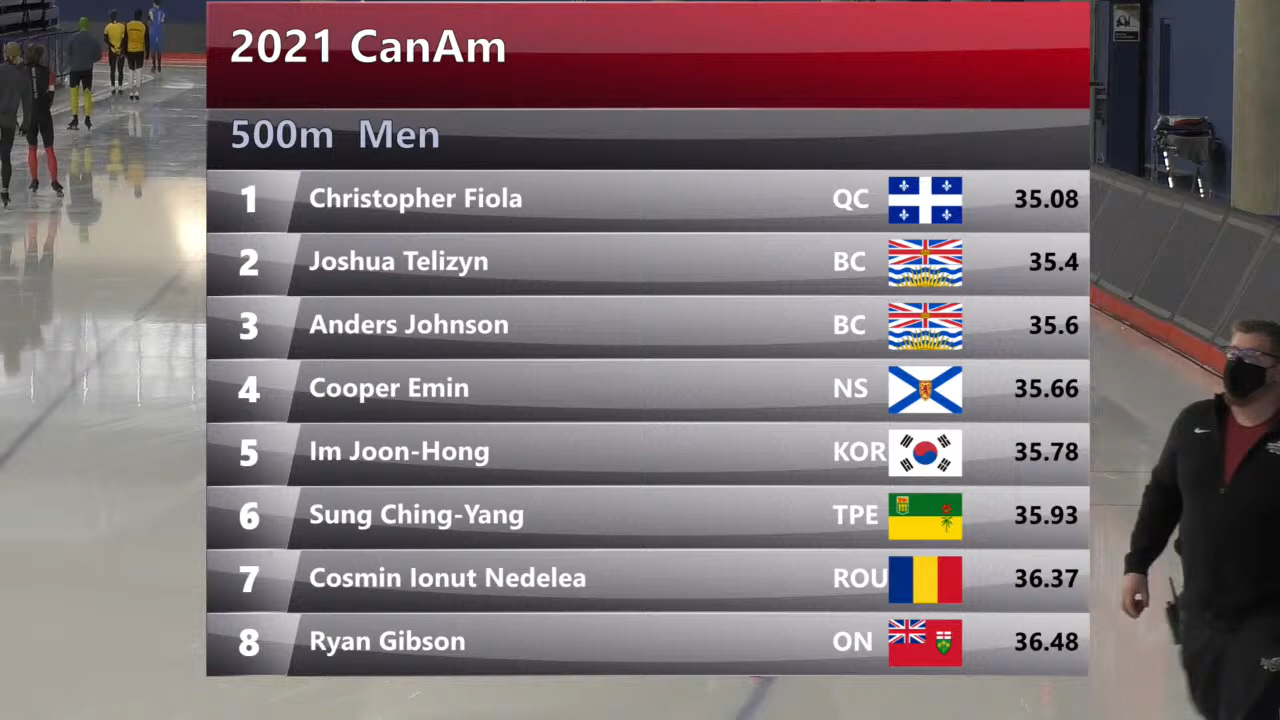 2021 CanAm
500m Men
1 Christopher Fiola QC 35.08
2 Joshua Telizyn BC 35.4
3 Anders Johnson BC 35.6
4 Cooper Emin NS 35.66
5 Im Joon-Hong KOR 35.78
6 Sung Ching-Yang TPE 35.93
7 Cosmin Ionut Nedelea ROU 36.37
8 Ryan Gibson ON 36.48